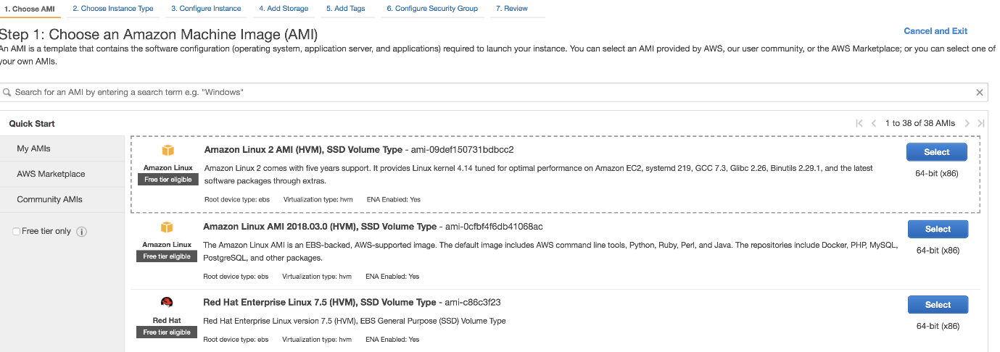 1. Choose AMI 2. Choose Instance Type 3. Configure Instance 4. Add Storage 5. Add Tags 6. Configure Security Group 7. Review
Step 1: Choose an Amazon Machine Image (AMI)
Cancel and Exit
An AMI is a template that contains the software configuration (operating system, application server, and applications) required to launch your instance. You can select an AMI provided by AWS, our user community, or the AWS Marketplace; or you can select one of
your own AMIs.
Search for an AMI by entering a search term e.g. "Windows"
Quick Start
1 to 38 of 38 AMIs
My AMIs
AWS Marketplace
Community AMIs
Free tier only
Amazon Linux
Free tier eligible
Amazon Linux 2 AMI (HVM), SSD Volume Type - ami-09def150731bdbcc2
Amazon Linux 2 comes with five years support. It provides Linux kernel 4.14 tuned for optimal performance on Amazon EC2, systemd 219, GCC 7.3, Glibc 2.26, Binutils 2.29.1, and the latest
software packages through extras.
Root device type: ebs Virtualization type: hvm ENA Enabled: Yes
Select
64-bit (x86)
Amazon Linux
Free tier eligible
Amazon Linux AMI 2018.03.0 (HVM), SSD Volume Type - ami-0cfbf4f6db41068ac
The Amazon Linux AMI is an EBS-backed, AWS-supported image. The default image includes AWS command line tools, Python, Ruby, Perl, and Java. The repositories include Docker, PHP, MySQL,
PostgreSQL, and other packages.
Root device type: ebs Virtualization type: hvm ENA Enabled: Yes
Select
64-bit (x86)
Red Hat
Free tier eligible
Red Hat Enterprise Linux 7.5 (HVM), SSD Volume Type - ami-c86c3f23
Red Hat Enterprise Linux version 7.5 (HVM), EBS General Purpose (SSD) Volume Type
Root device type: ebs Virtualization type: hvm ENA Enabled: Yes
Select
64-bit (x86)